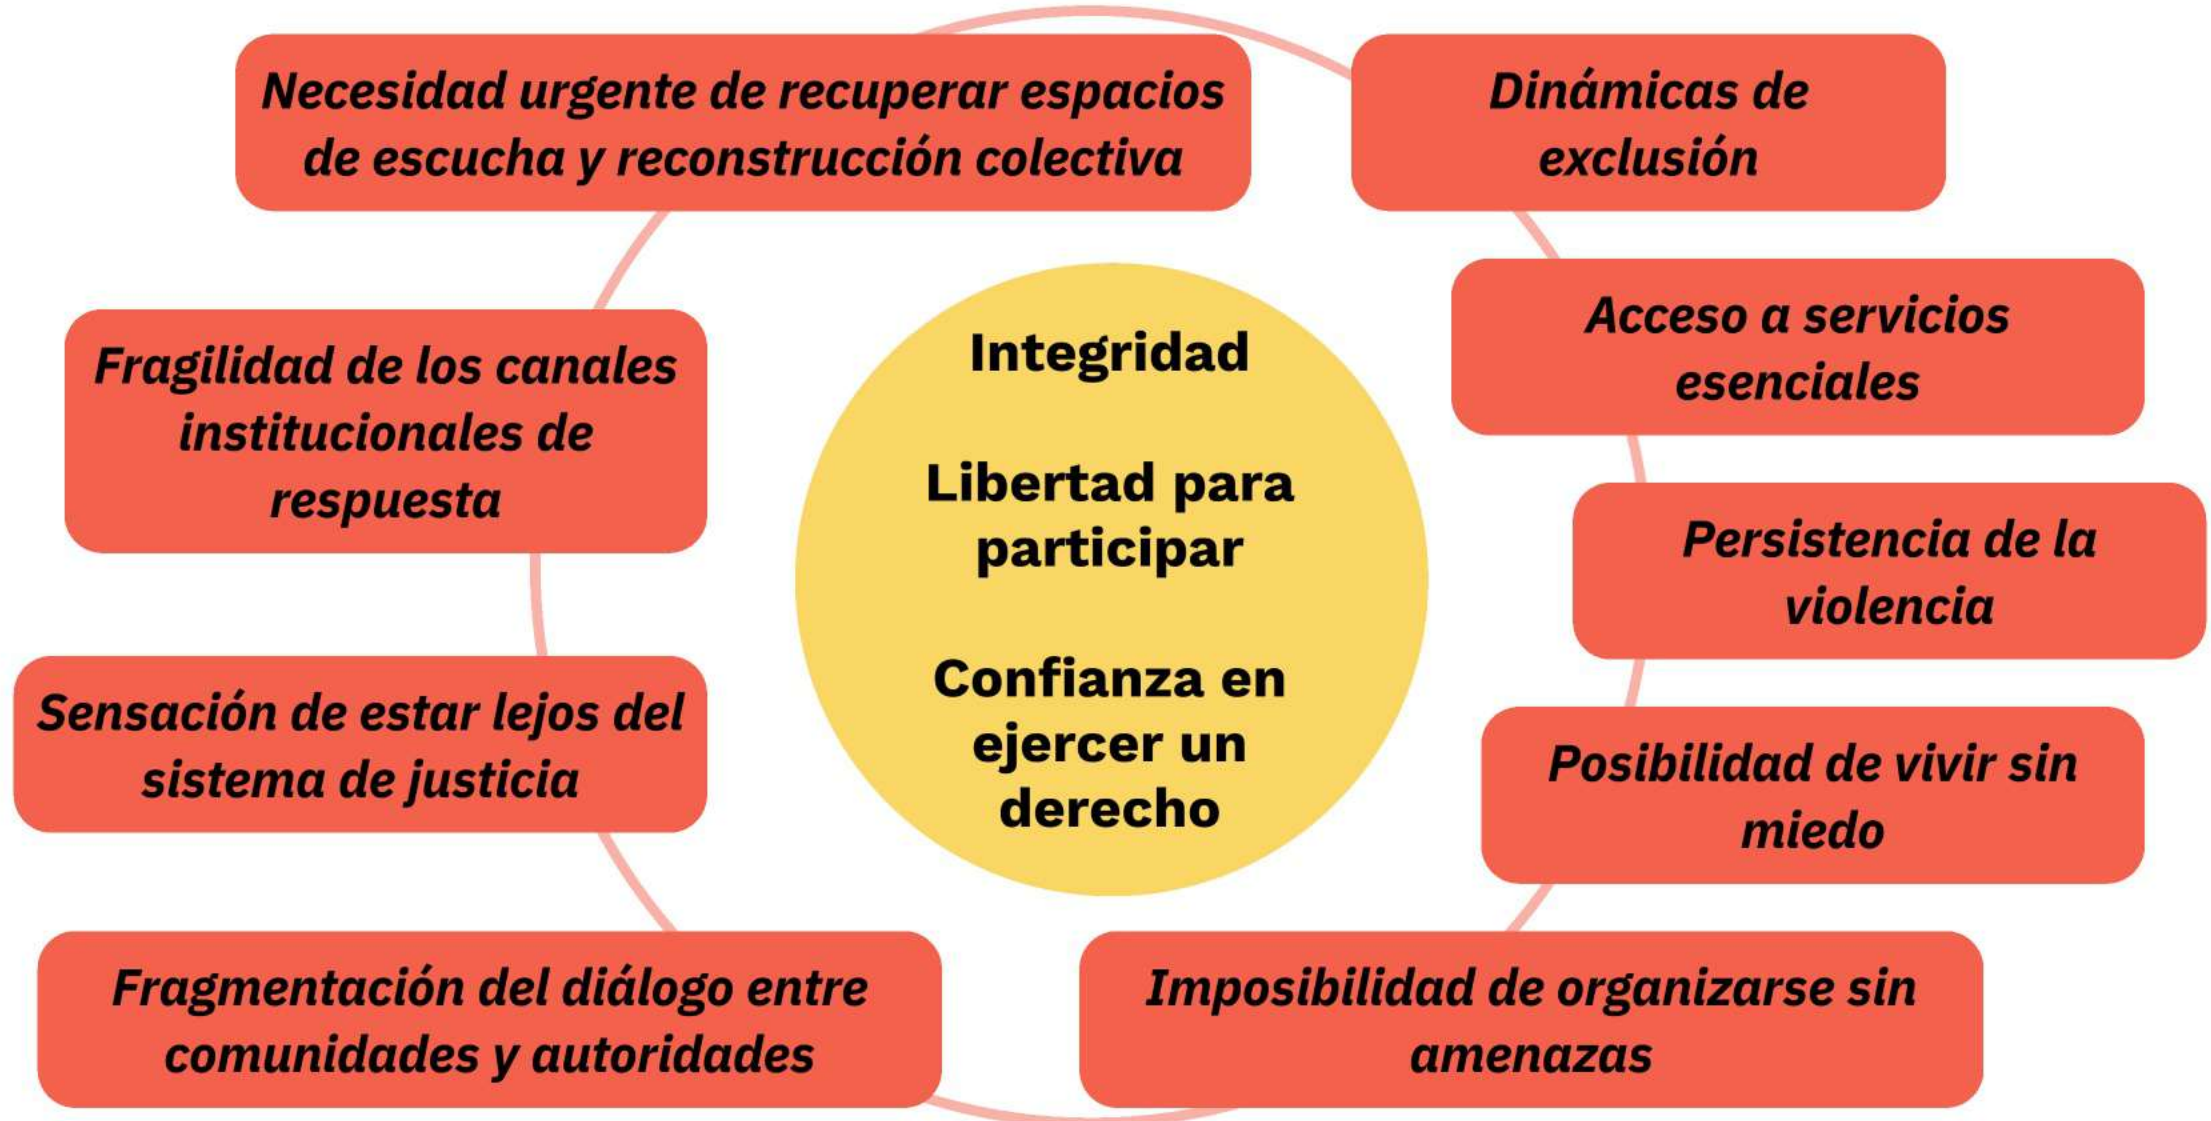 Necesidad urgente de recuperar espacios
de escucha y reconstrucción colectiva
Dinámicas de
exclusión
Acceso a servicios
esenciales
Persistencia de la
violencia
Posibilidad de vivir sin
miedo
Imposibilidad de organizarse sin
amenazas
Fragmentación del diálogo entre
comunidades y autoridades
Sensación de estar lejos del
sistema de justicia
Fragilidad de los canales
institucionales de
respuesta
Integridad
Libertad para
participar
Confianza en
ejercer un
derecho